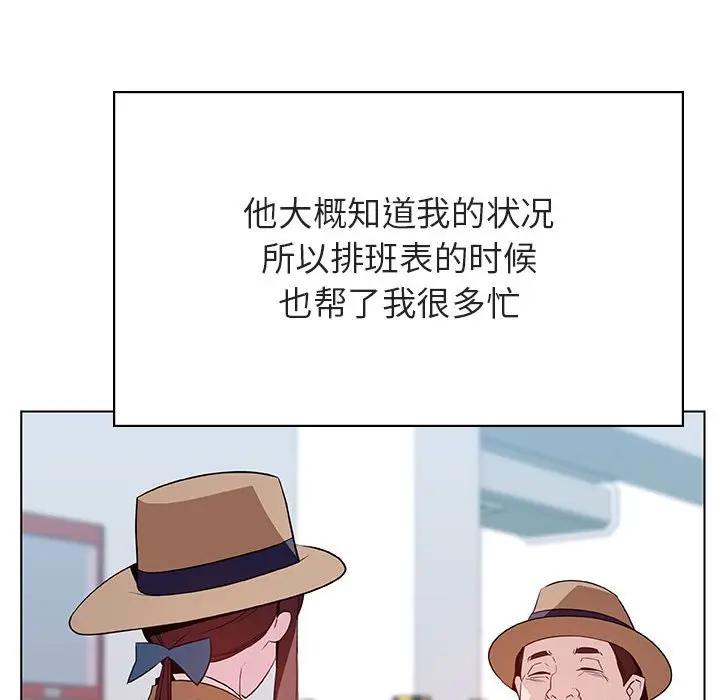 他大概知道我的状况
所以排班表的时候
也帮了我很多忙